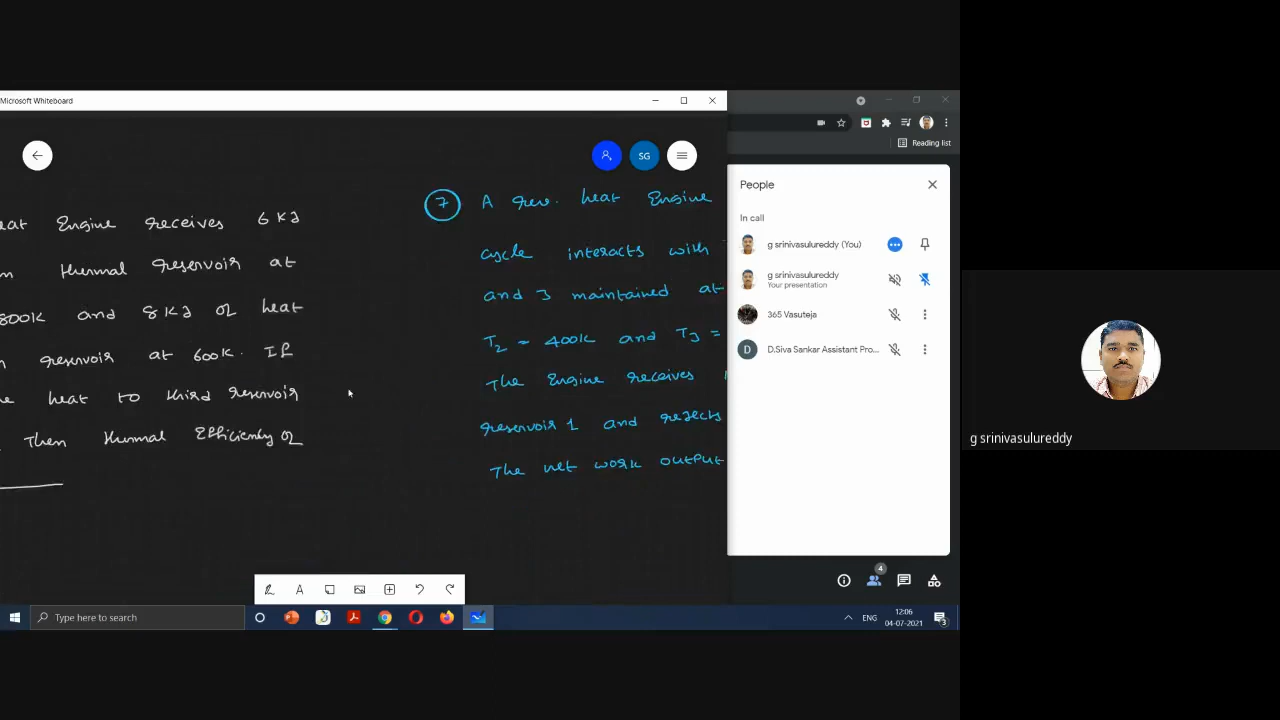 Microsoft Whiteboard
SG
eat Engine receives 6 KJ
thermal reservoir at
800K and 8KJ of heat
reservoir at 600K. If
heat to third reservoir
Then thermal Efficiency of
7 A rev. heat Engine
cycle interacts with
and 3 maintained at
T2 = 400K and T3 =
The Engine receives
reservoir 1 and rejects
The net work output
Reading list
People
In call
g srinivasulureddy (You)
g srinivasulureddy
Your presentation
365 Vasuteja
D
D.Siva Sankar Assistant Pro...
4
g srinivasulureddy
A
Type here to search
ENG
12:06
04-07-2021
3